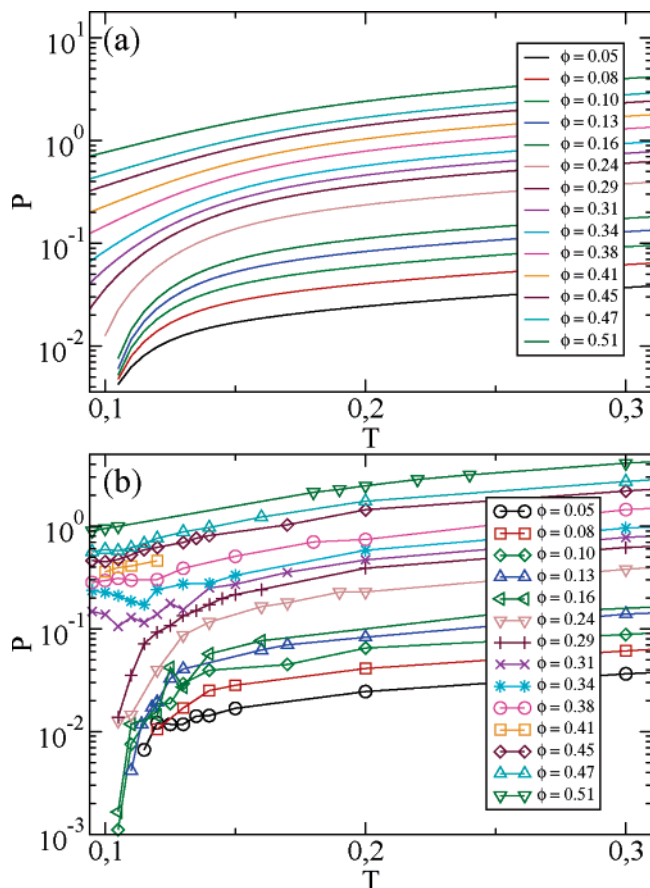 (a)
10¹
10⁰
10⁻¹
10⁻²
P
0,1
0,2
0,3
T
ϕ = 0.05
ϕ = 0.08
ϕ = 0.10
ϕ = 0.13
ϕ = 0.16
ϕ = 0.24
ϕ = 0.29
ϕ = 0.31
ϕ = 0.34
ϕ = 0.38
ϕ = 0.41
ϕ = 0.45
ϕ = 0.47
ϕ = 0.51
(b)
10⁰
10⁻¹
10⁻²
10⁻³
P
0,1
0,2
0,3
T
ϕ = 0.05
ϕ = 0.08
ϕ = 0.10
ϕ = 0.13
ϕ = 0.16
ϕ = 0.24
ϕ = 0.29
ϕ = 0.31
ϕ = 0.34
ϕ = 0.38
ϕ = 0.41
ϕ = 0.45
ϕ = 0.47
ϕ = 0.51